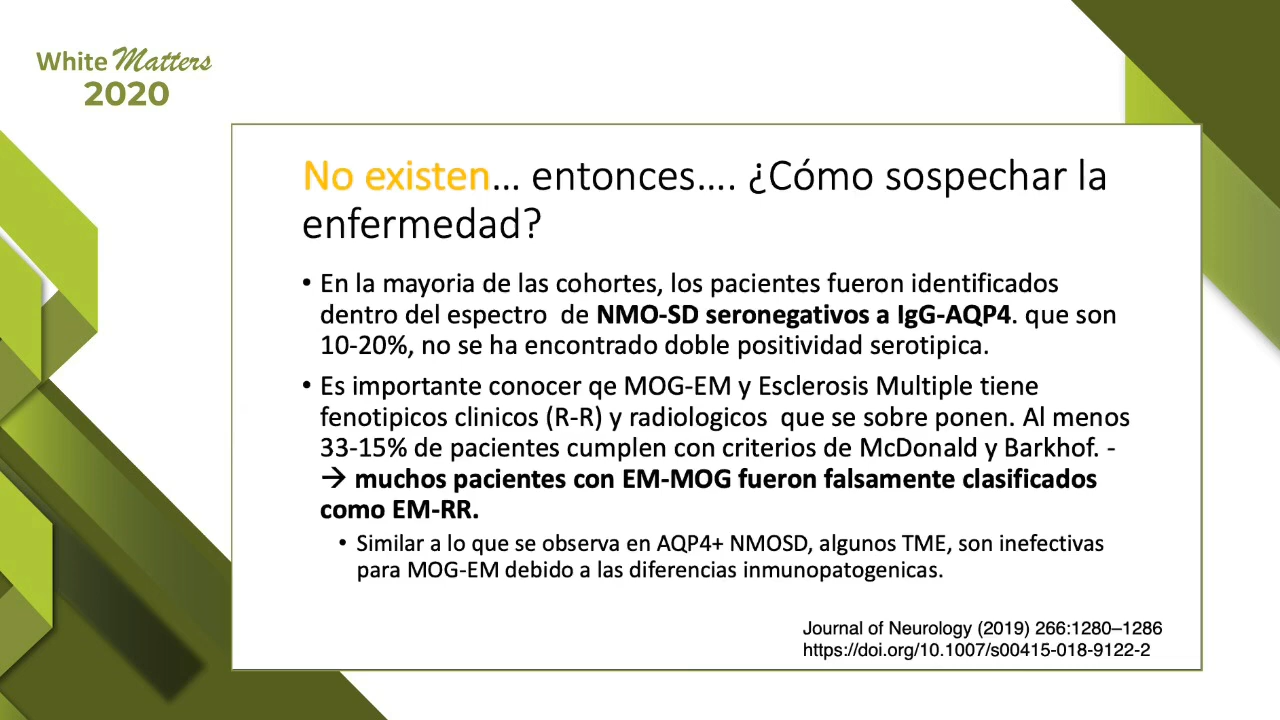 White Matters
2020
No existen... entonces.... ¿Cómo sospechar la
enfermedad?
• En la mayoria de las cohortes, los pacientes fueron identificados
dentro del espectro de NMO-SD seronegativos a IgG-AQP4. que son
10-20%, no se ha encontrado doble positividad serotipica.
• Es importante conocer qe MOG-EM y Esclerosis Multiple tiene
fenotipicos clinicos (R-R) y radiologicos que se sobre ponen. Al menos
33-15% de pacientes cumplen con criterios de McDonald y Barkhof. -
→ muchos pacientes con EM-MOG fueron falsamente clasificados
como EM-RR.
• Similar a lo que se observa en AQP4+ NMOSD, algunos TME, son inefectivas
para MOG-EM debido a las diferencias inmunopatogenicas.
Journal of Neurology (2019) 266:1280–1286
https://doi.org/10.1007/s00415-018-9122-2